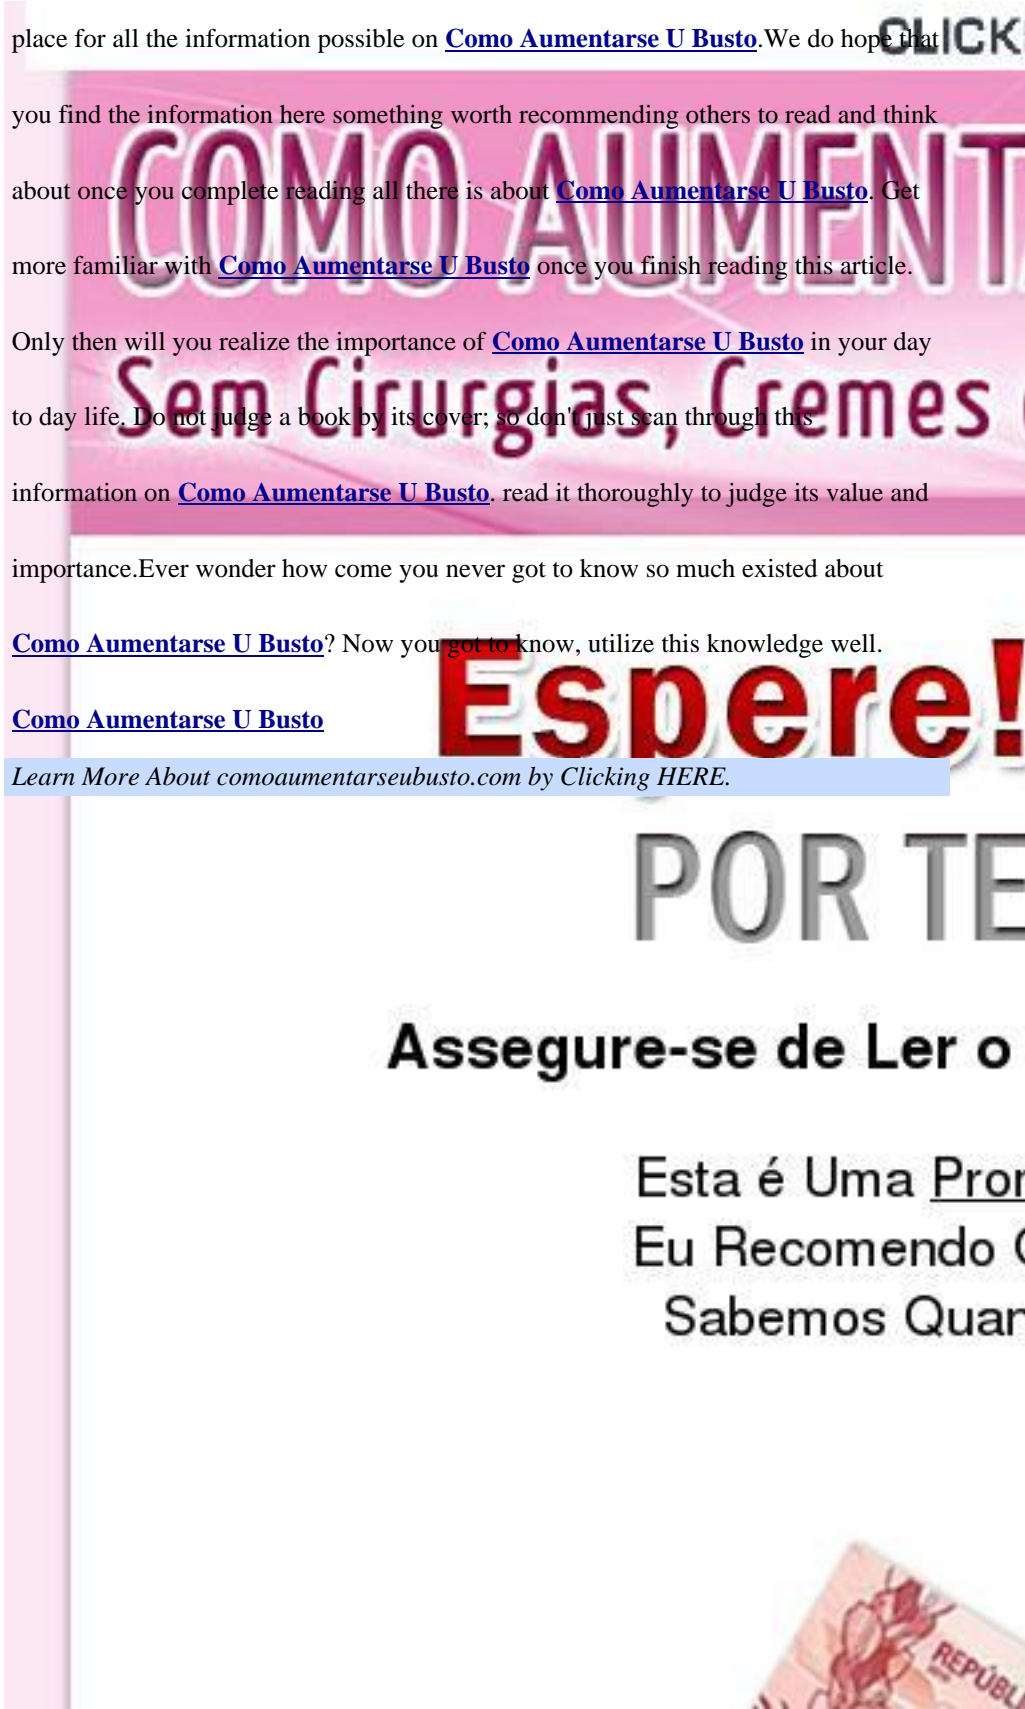 place for all the information possible on Como Aumentarse U Busto.We do hope that
CLICK
you find the information here something worth recommending others to read and think
COMO AUMENTA
about once you complete reading all there is about Como Aumentarse U Busto. Get
more familiar with Como Aumentarse U Busto once you finish reading this article.
Only then will you realize the importance of Como Aumentarse U Busto in your day
Sem Cirurgias, Cremes
to day life. Do not judge a book by its cover; so don't just scan through this
information on Como Aumentarse U Busto. read it thoroughly to judge its value and
importance.Ever wonder how come you never got to know so much existed about
Como Aumentarse U Busto? Now you got to know, utilize this knowledge well.
Espere!
Como Aumentarse U Busto
Learn More About comoaumentarseubusto.com by Clicking HERE.
POR TE
Assegure-se de Ler o
Esta é Uma
Eu Recomendo
Sabemos
REPÚBL